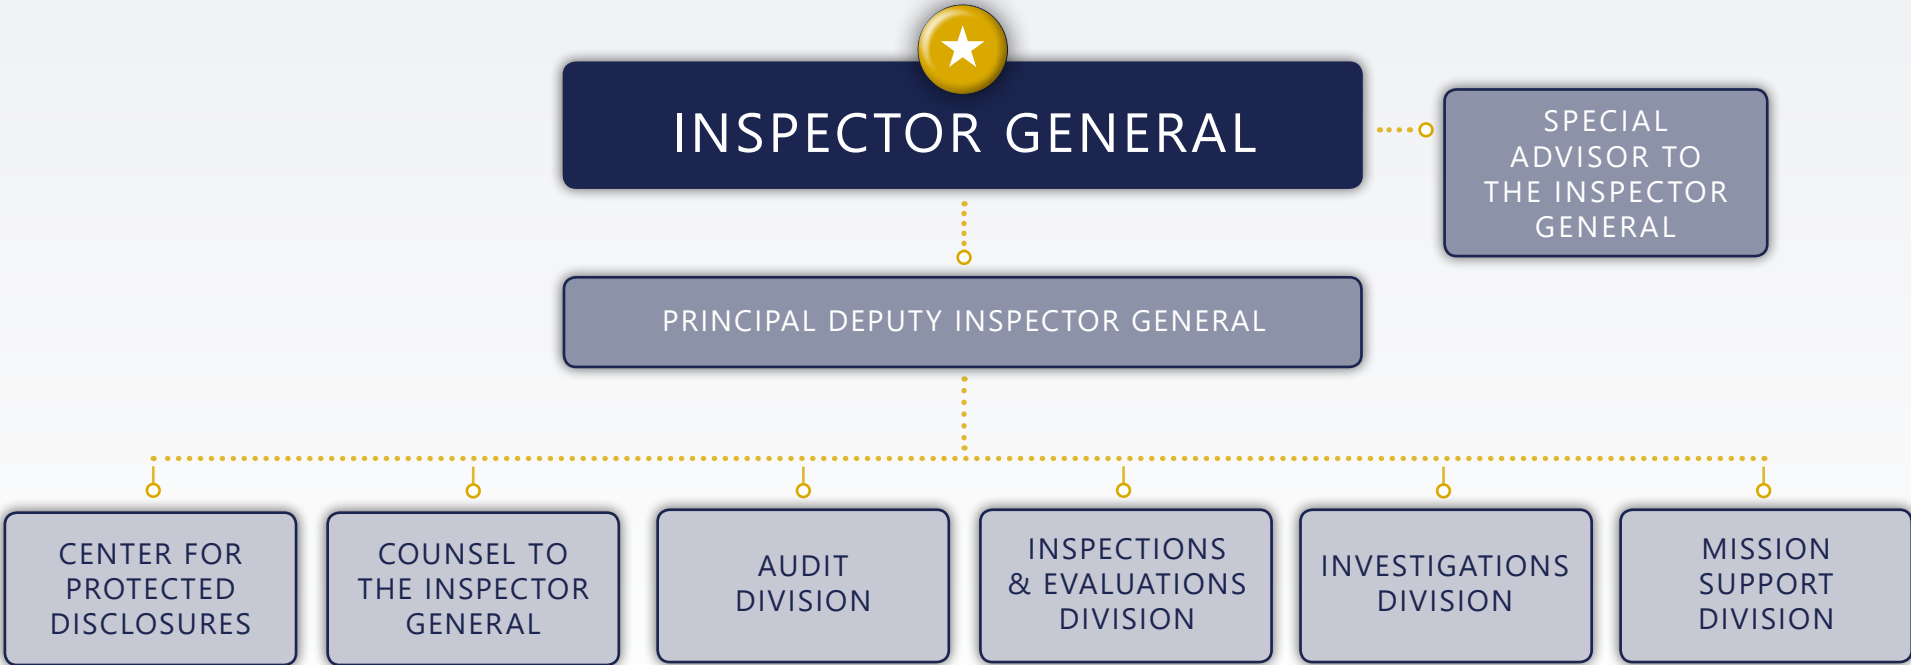 INSPECTOR GENERAL
SPECIAL
ADVISOR TO
THE INSPECTOR
GENERAL
PRINCIPAL DEPUTY INSPECTOR GENERAL
CENTER FOR
PROTECTED
DISCLOSURES
COUNSEL TO
THE INSPECTOR
GENERAL
AUDIT
DIVISION
INSPECTIONS
& EVALUATIONS
DIVISION
INVESTIGATIONS
DIVISION
MISSION
SUPPORT
DIVISION